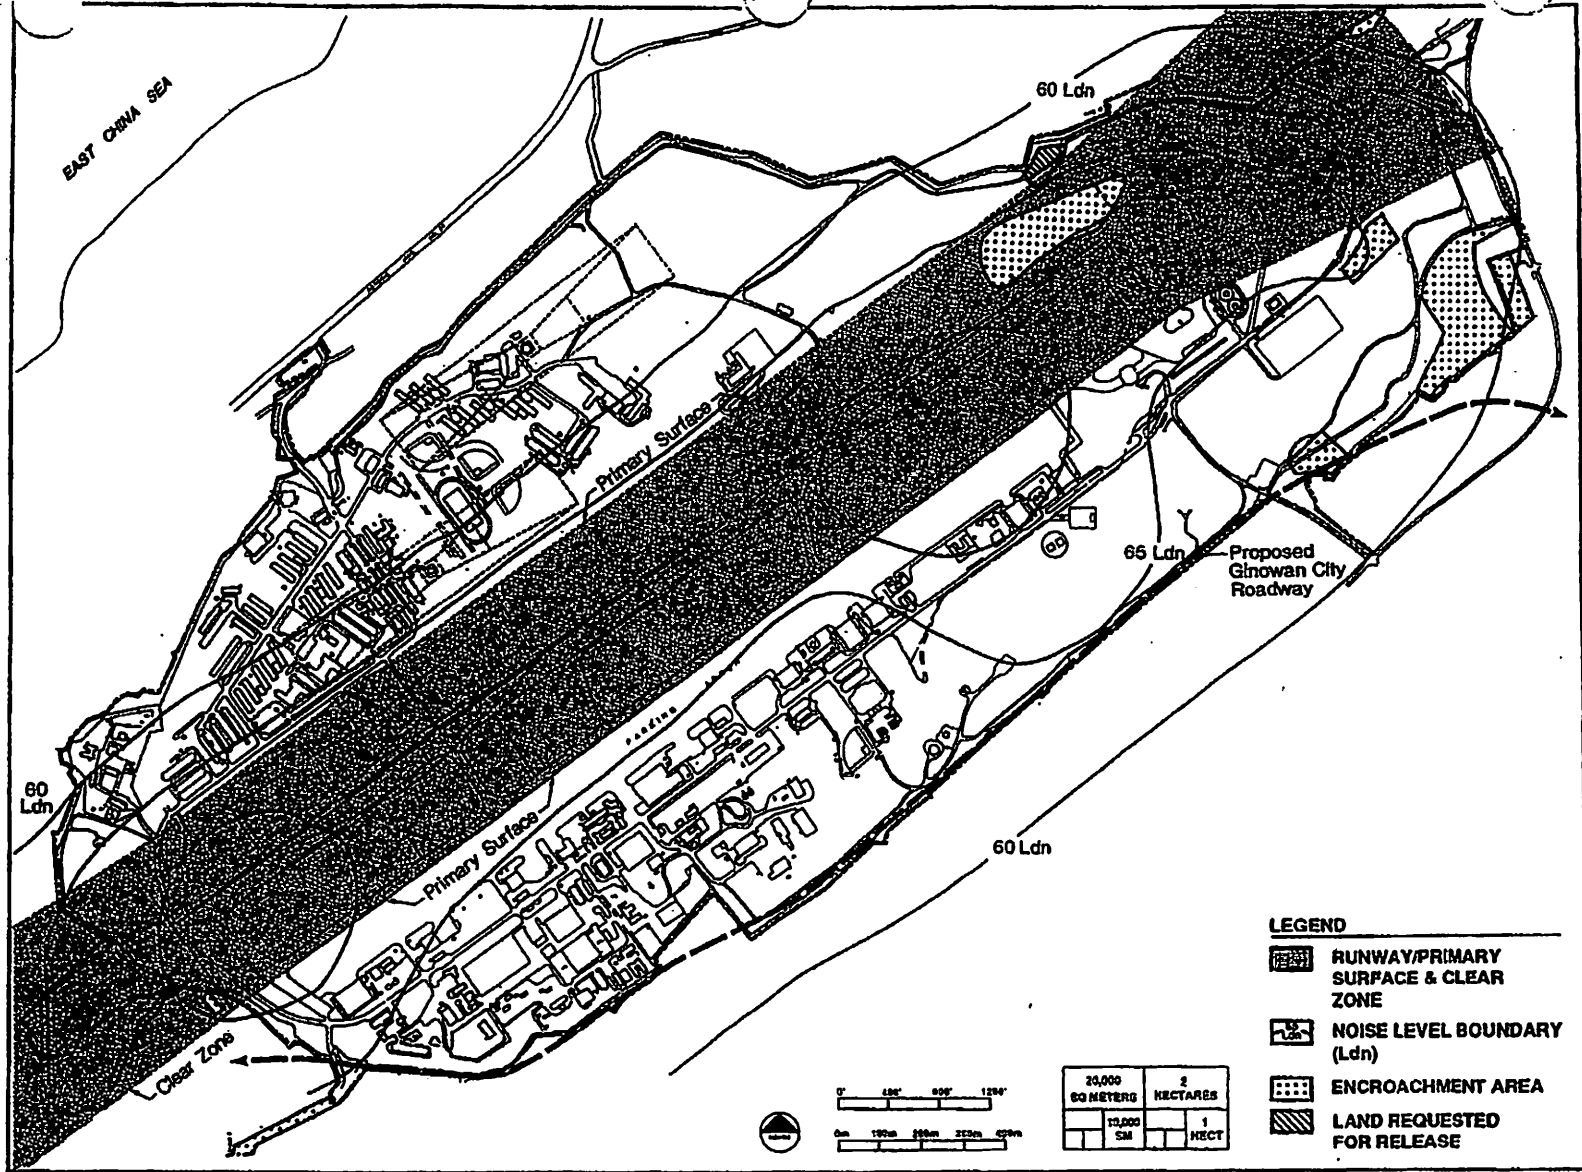 EAST CHINA SEA
60 Ldn
Primary Surface
65 Ldn
Proposed
Ginowan City
Roadway
PARKING
60
Ldn
Primary Surface
60 Ldn
Clear Zone
LEGEND
RUNWAY/PRIMARY
SURFACE & CLEAR
ZONE
NOISE LEVEL BOUNDARY
(Ldn)
ENCROACHMENT AREA
LAND REQUESTED
FOR RELEASE
20,000
SQ METERS
2
HECTARES
10,000
SM
1
HECT